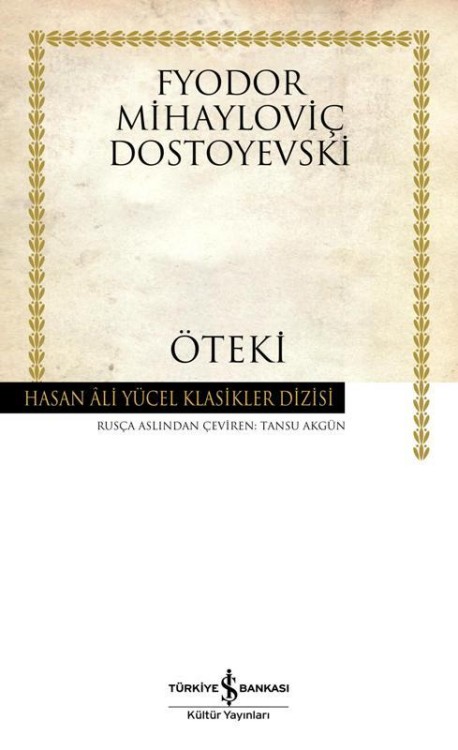 FYODOR
MİHAYLOVİÇ
DOSTOYEVSKİ
ÖTEKİ
HASAN ÂLİ YÜCEL KLASİKLER DİZİSİ
RUSÇA ASLINDAN ÇEVİREN: TANSU AKGÜN
TÜRKİYE İŞ BANKASI
Kültür Yayınları